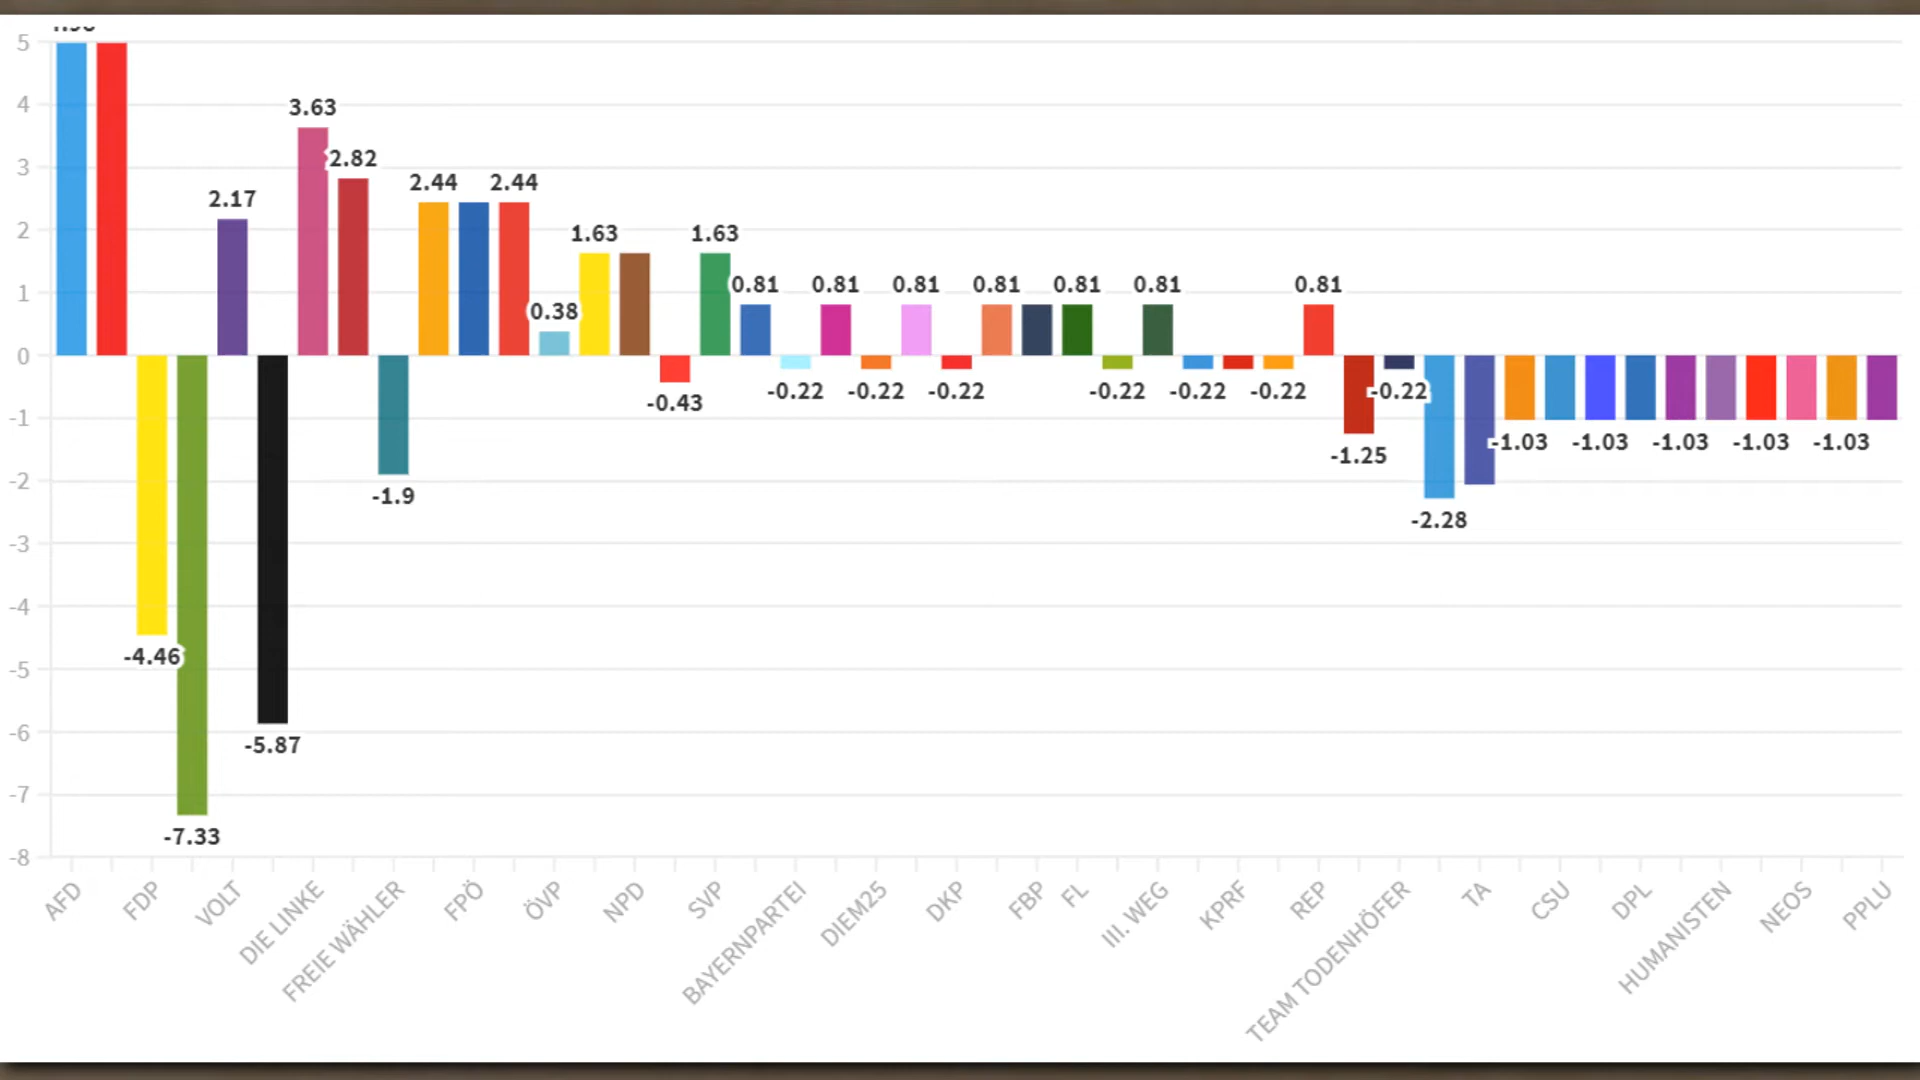 5
4
3
2
1
0
-1
-2
-3
-4
-5
-6
-7
-8
-4.46
-7.33
2.17
-5.87
3.63
2.82
-1.9
2.44
2.44
0.38
1.63
-0.43
1.63
0.81
-0.22
0.81
-0.22
0.81
-0.22
0.81
0.81
-0.22
0.81
-0.22
-0.22
0.81
-1.25
-0.22
-2.28
-1.03
-1.03
-1.03
-1.03
-1.03
AFD
FDP
VOLT
DIE LINKE
FREIE WÄHLER
FPÖ
ÖVP
NPD
SVP
BAYERNPARTEI
DIEM25
DKP
FBP
FL
III. WEG
KPRF
REP
TEAM TODENHÖFER
TA
CSU
DPL
HUMANISTEN
NEOS
PPLU